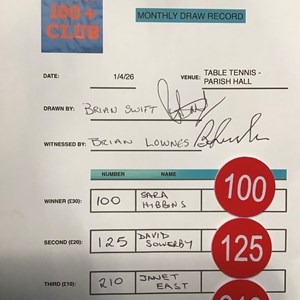 100+
CLUB
MONTHLY DRAW RECORD
DATE: 1/4/26 VENUE: TABLE TENNIS -
PARISH HALL
DRAWN BY: BRIAN SWIFT
WITNESSED BY: BRIAN LOWNES
NUMBER NAME
WINNER (£30): 100 SARA
HIBBINS
100
SECOND (£20): 125 DAVID
SOWERBY
125
THIRD (£10): 210 JANET
EAST
210